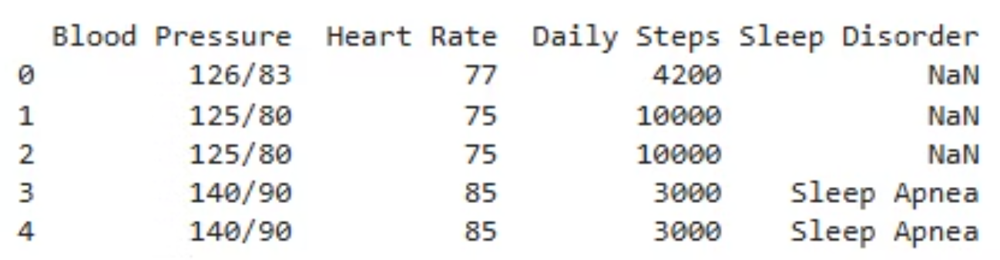 Blood Pressure Heart Rate Daily Steps Sleep Disorder
0 126/83 77 4200 NaN
1 125/80 75 10000 NaN
2 125/80 75 10000 NaN
3 140/90 85 3000 Sleep Apnea
4 140/90 85 3000 Sleep Apnea